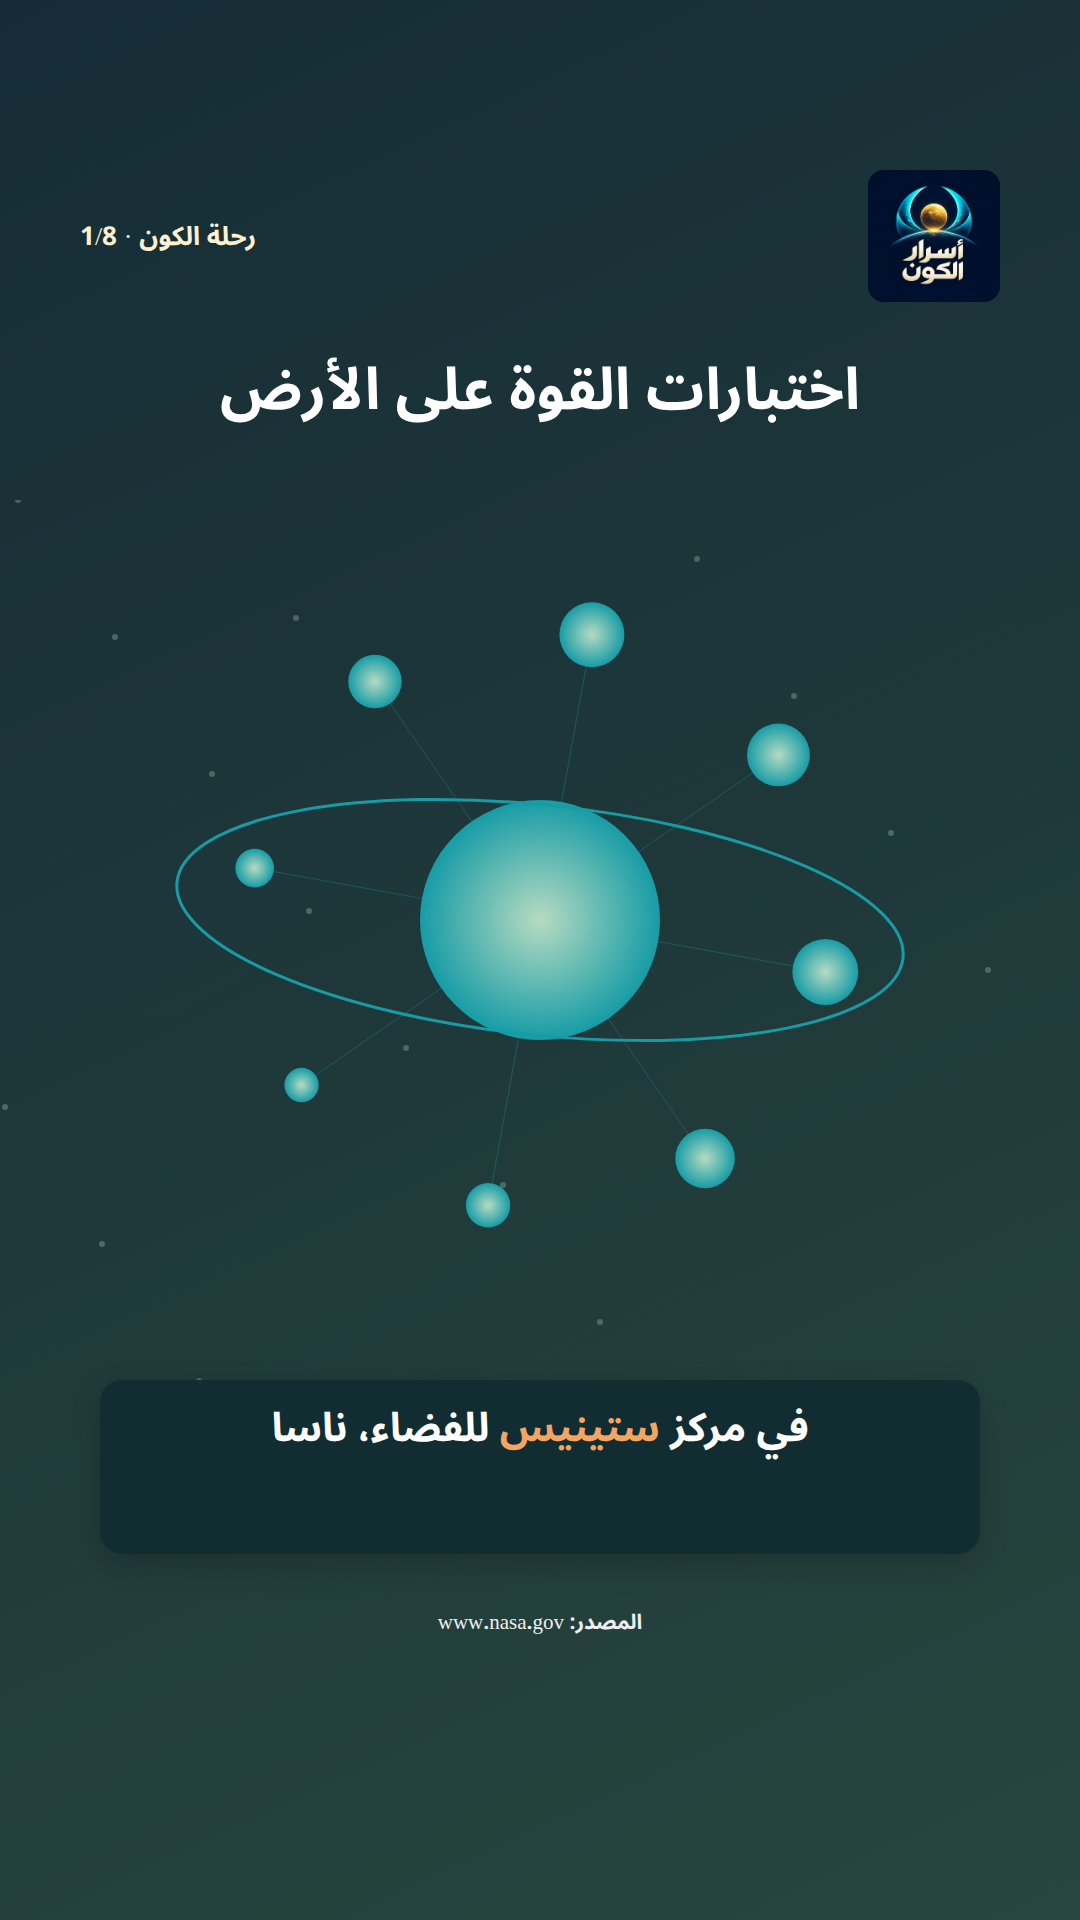 أسرار
الكون
رحلة الكون · 1/8
اختبارات القوة على الأرض
في مركز ستينيس للفضاء، ناسا
المصدر: www.nasa.gov